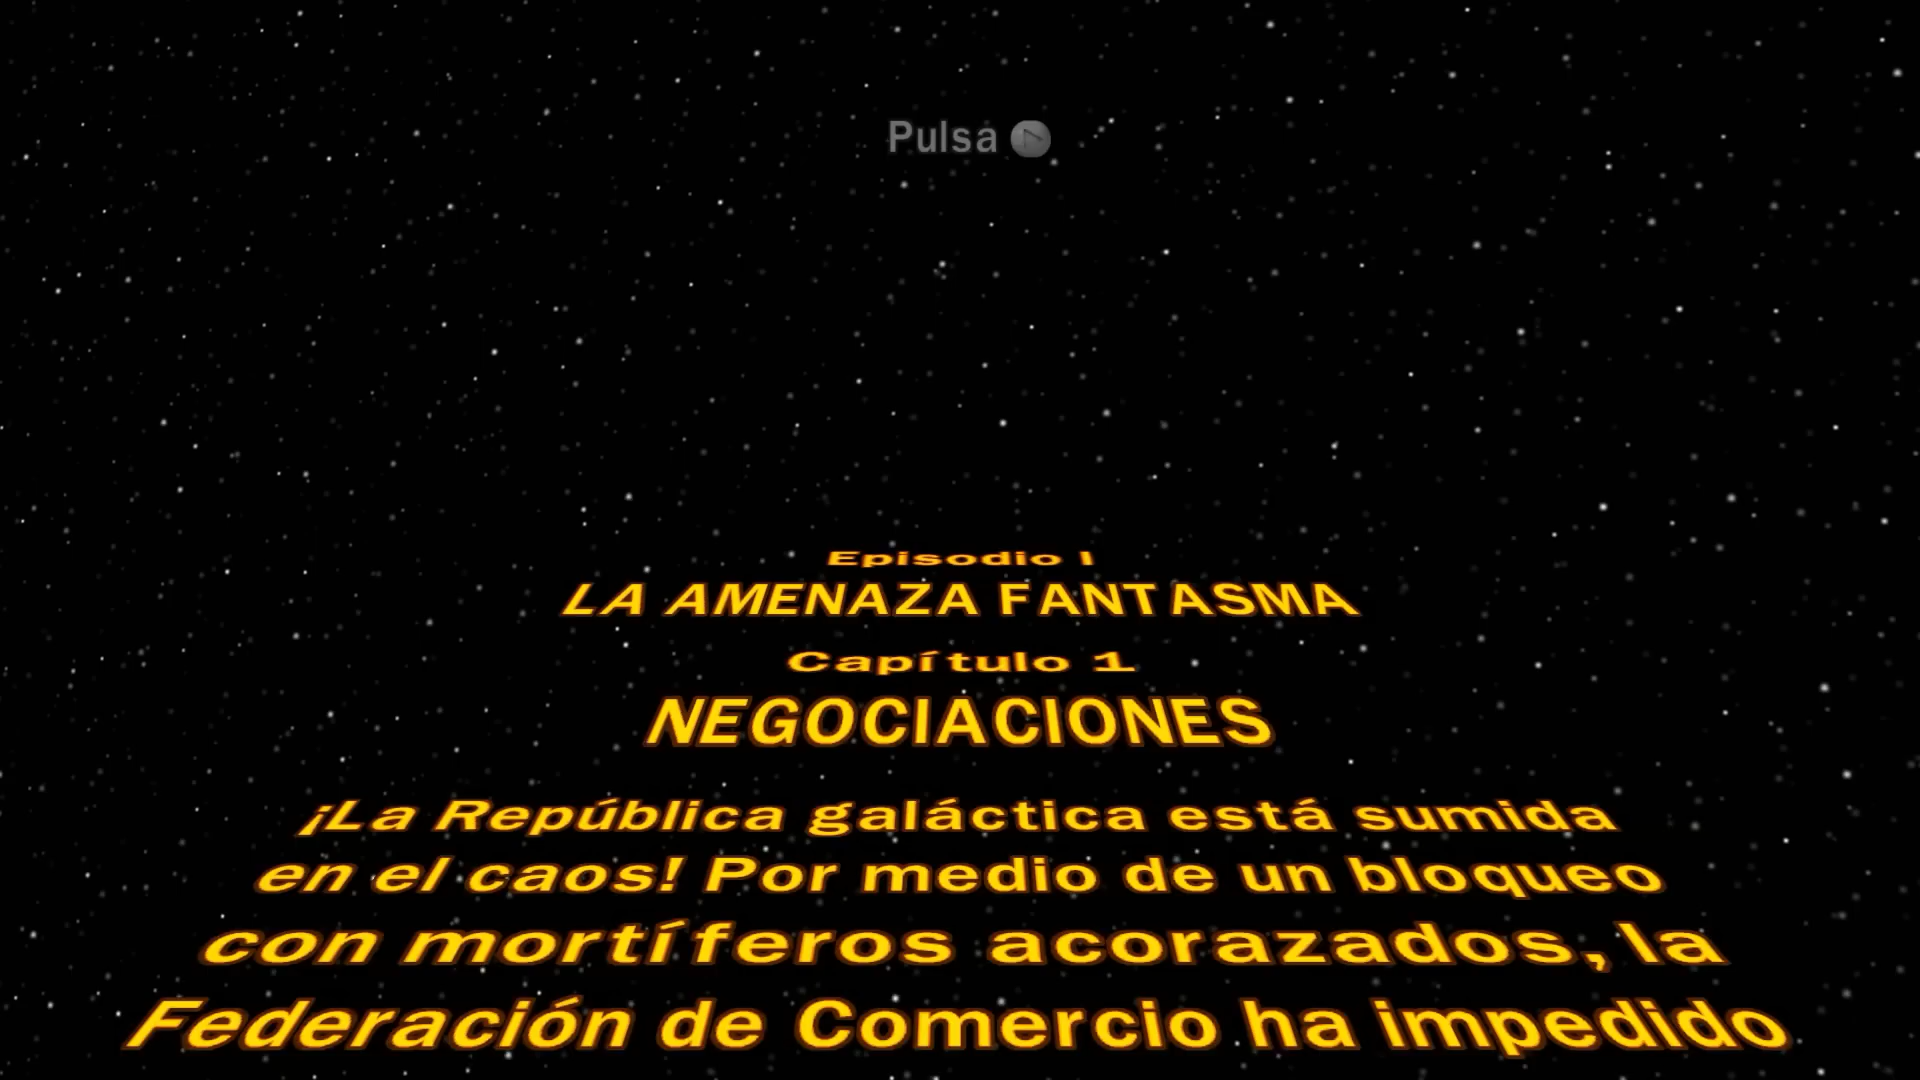 Pulsa
Episodio I
LA AMENAZA FANTASMA
Capítulo 1
NEGOCIACIONES
¡La República galáctica está sumida
en el caos! Por medio de un bloqueo
con mortíferos acorazados, la
Federación de Comercio ha impedido